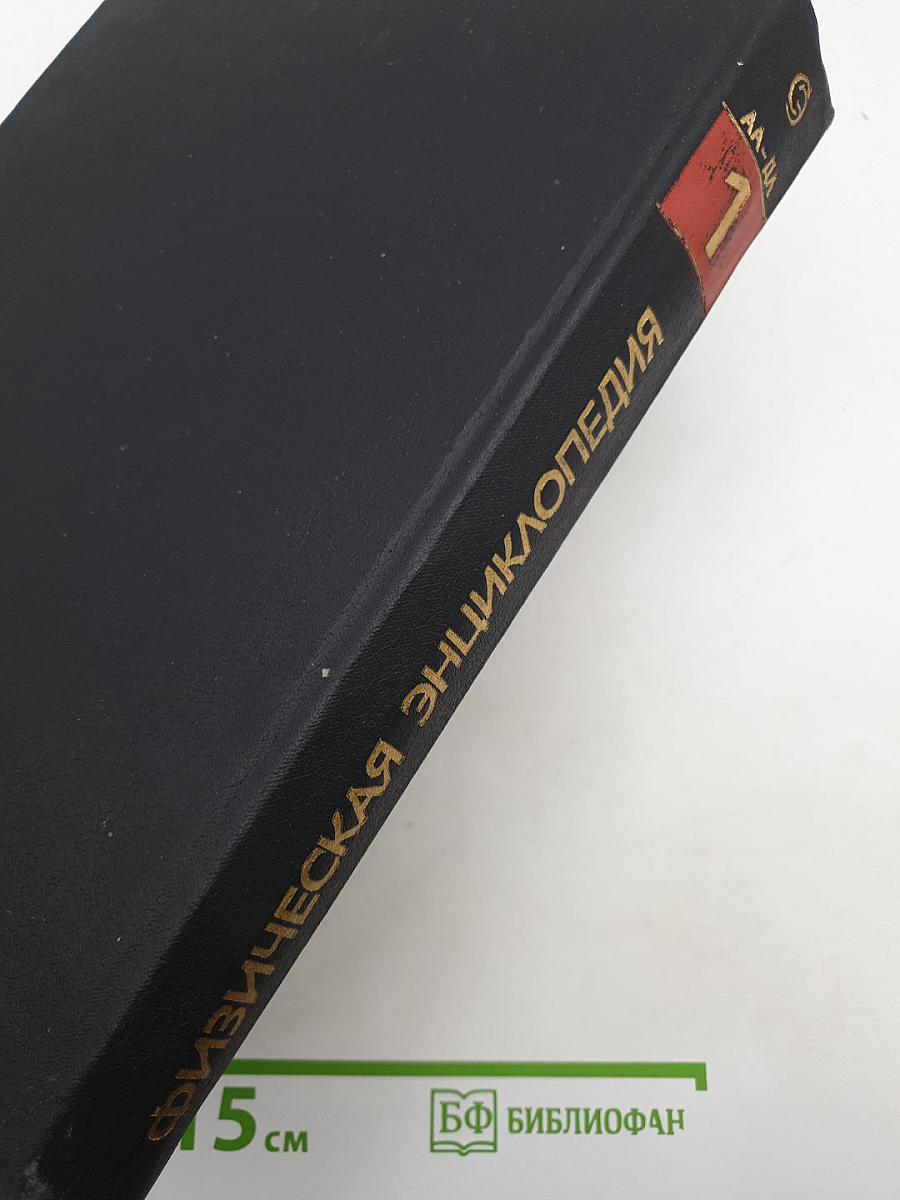 АА-ДЛ
1
ФИЗИЧЕСКАЯ ЭНЦИКЛОПЕДИЯ
15 см
БФ БИБЛИОФАН